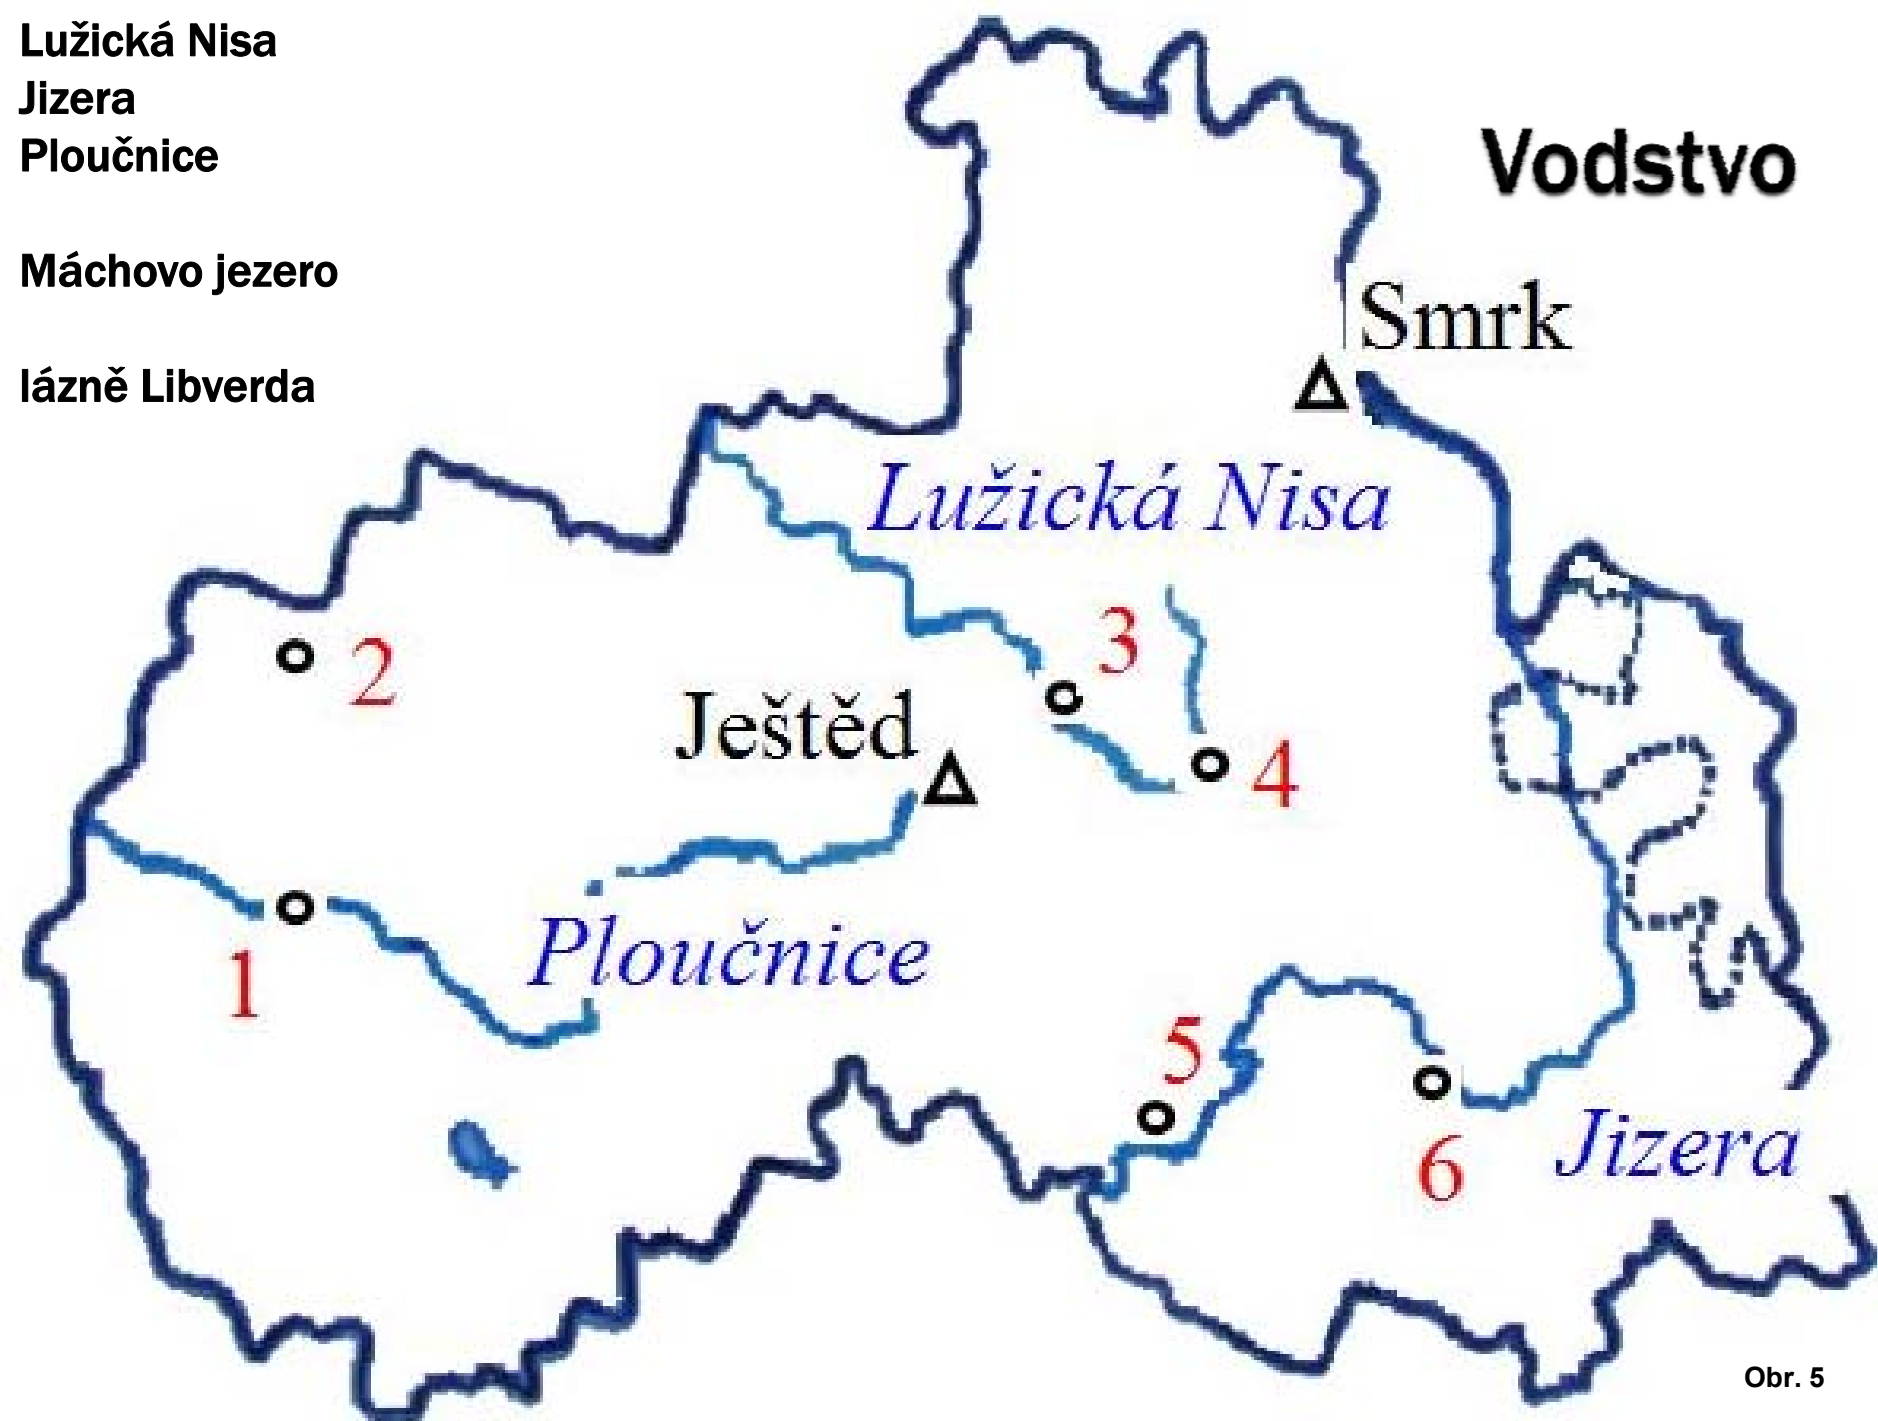 Lužická Nisa
Jizera
Ploučnice
Máchovo jezero
lázně Libverda
Vodstvo
Smrk
Lužická Nisa
3
2
Ještěd
4
Ploučnice
1
5
6
Jizera
Obr. 5